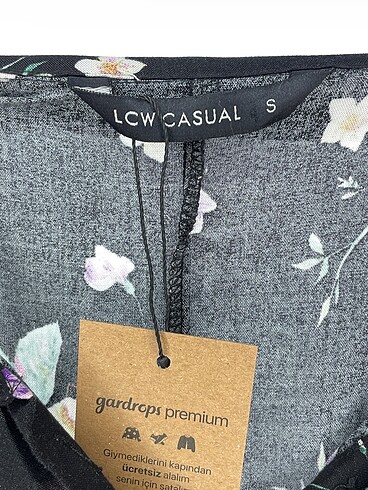 LCW CASUAL S
gardrops premium
Giymediklerini kapından
ücretsiz alalım
senin için satalım